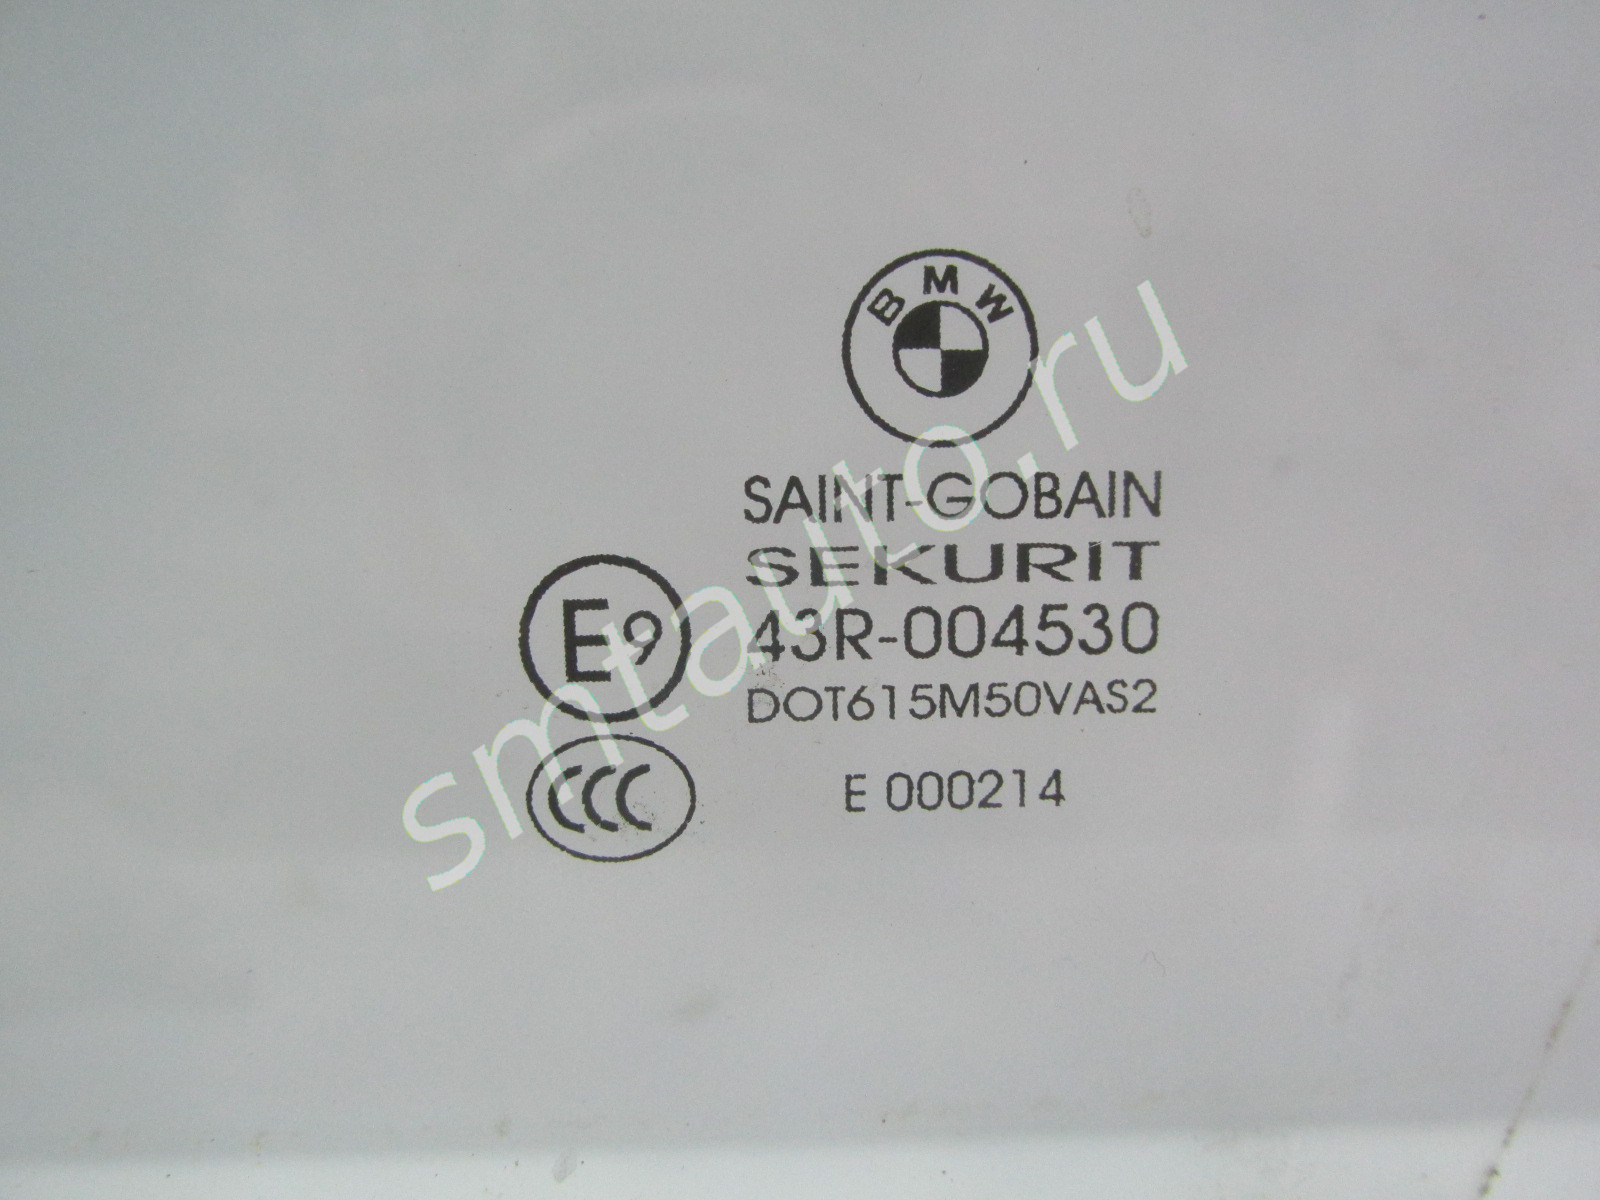 BMW
SAINT-GOBAIN
SEKURIT
E9
43R-004530
DOT615M50VAS2
CCC
E 000214
smtauto.ru